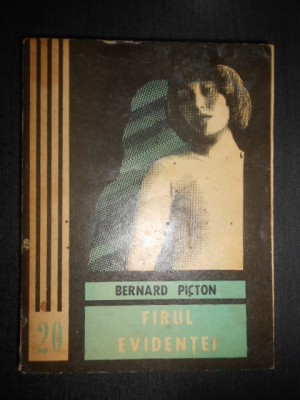 BERNARD PICTON
FIRUL
EVIDENȚEI
20